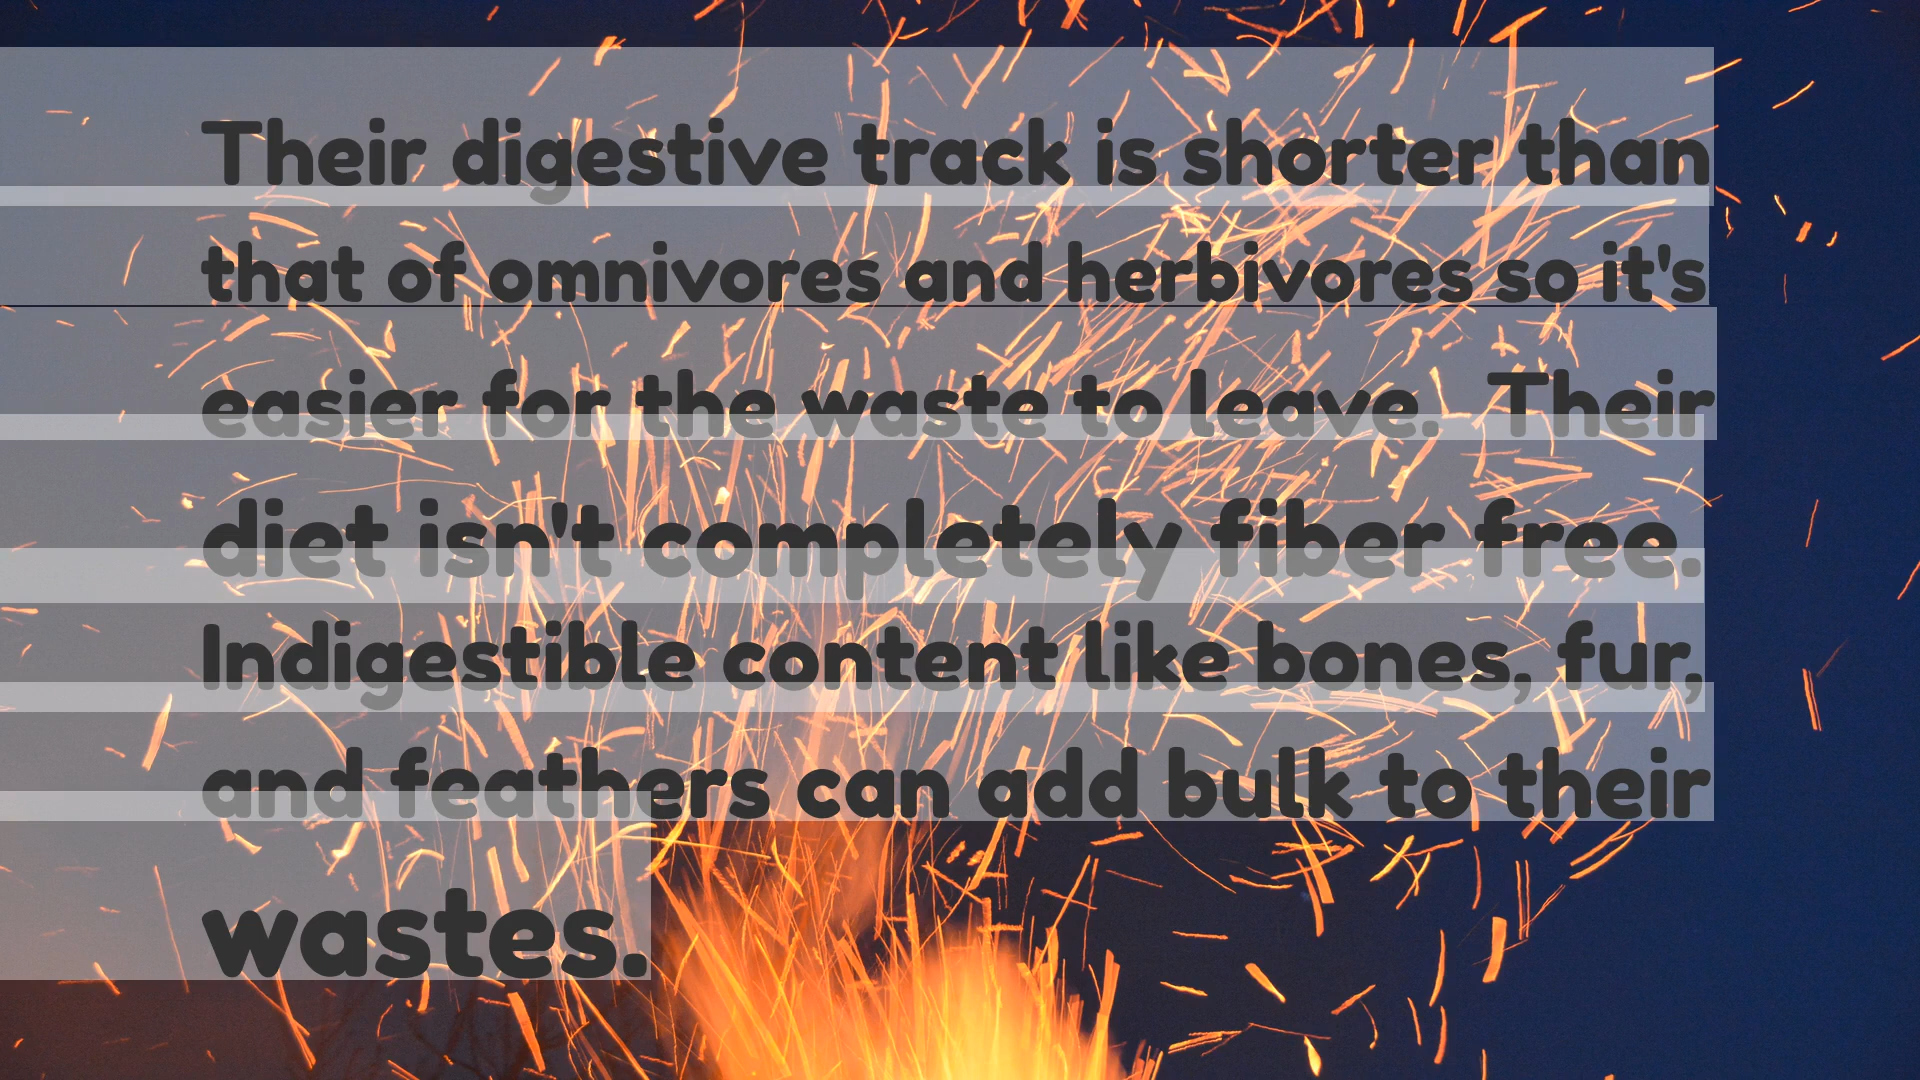 Their digestive track is shorter than
that of omnivores and herbivores so it's
easier for the waste to leave.  Their
diet isn't completely fiber free.
Indigestible content like bones, fur,
and feathers can add bulk to their
wastes.